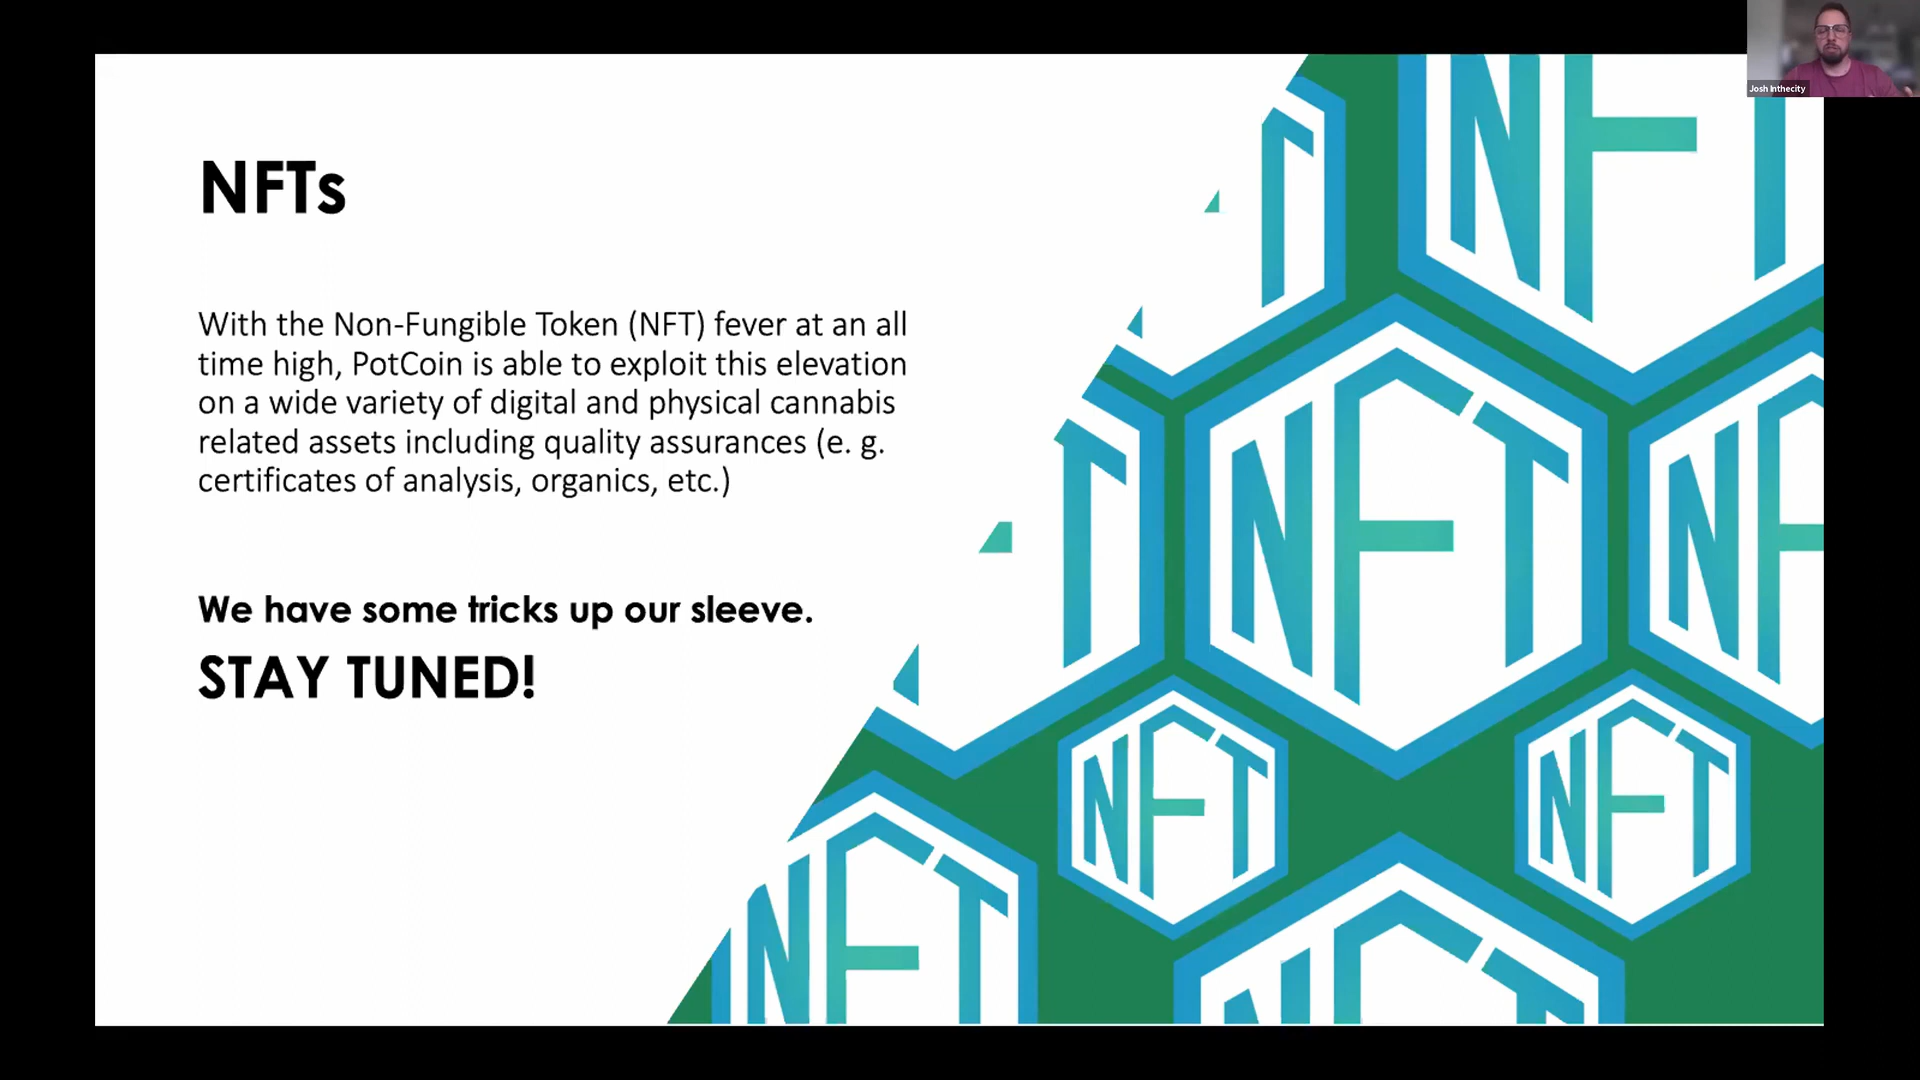 Josh Inthecity
NFTs
With the Non-Fungible Token (NFT) fever at an all
time high, PotCoin is able to exploit this elevation
on a wide variety of digital and physical cannabis
related assets including quality assurances (e. g.
certificates of analysis, organics, etc.)
We have some tricks up our sleeve.
STAY TUNED!
NFT
NFT
NFT
NFT
NFT
NFT
NFT